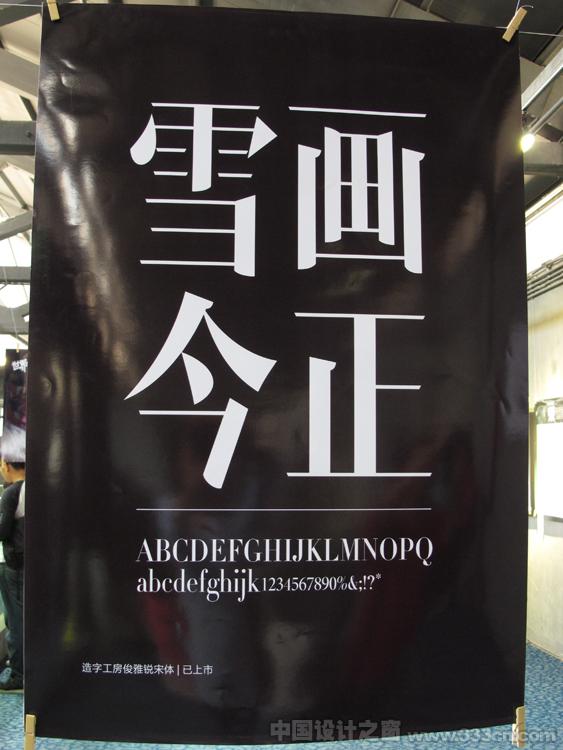 雪画
今正
ABCDEFGHIJKLMNOPQ
abcdefghijk1234567890%&;!?*
造字工房俊雅锐宋体 | 已上市
中国设计之窗 www.333cn.com